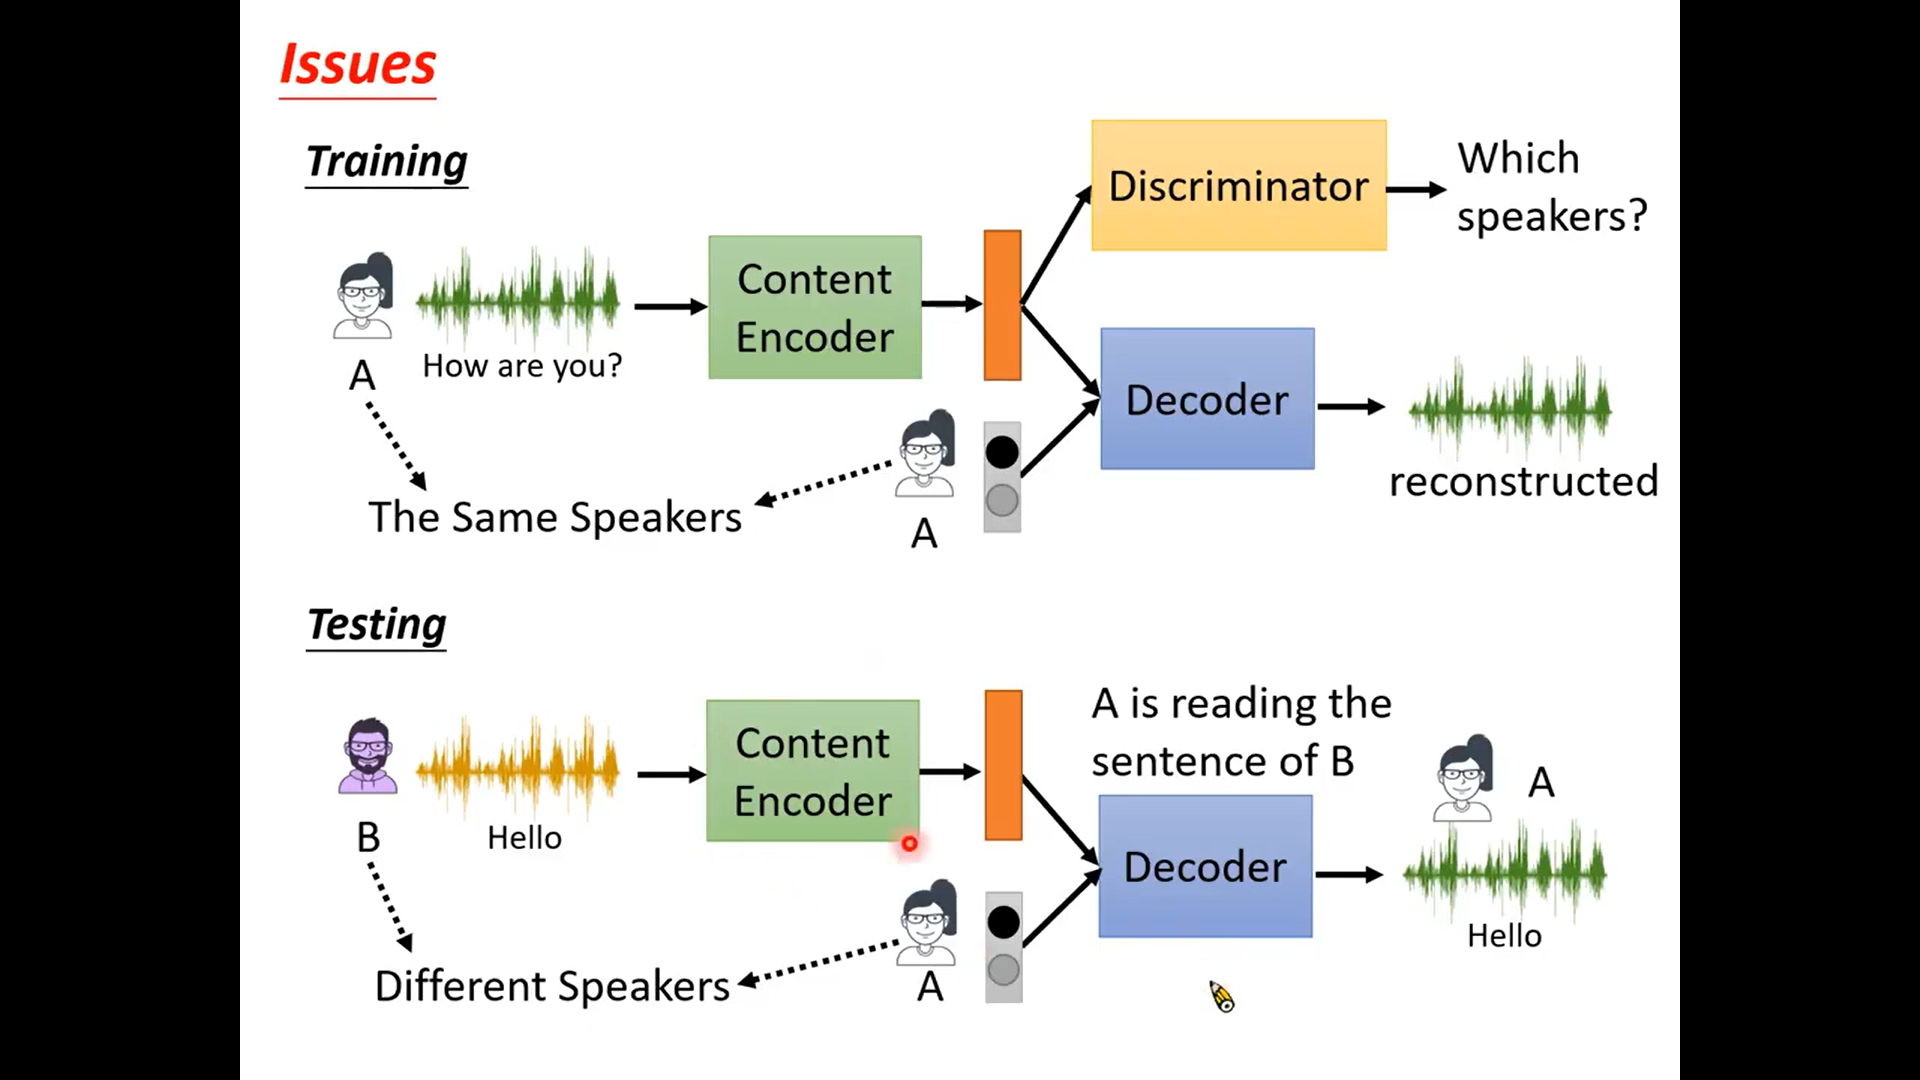 Issues
Training
Discriminator
Which
speakers?
Content
Encoder
A
How are you?
Decoder
reconstructed
The Same Speakers
A
Testing
A is reading the
sentence of B
Content
Encoder
A
B
Hello
Decoder
Hello
Different Speakers
A